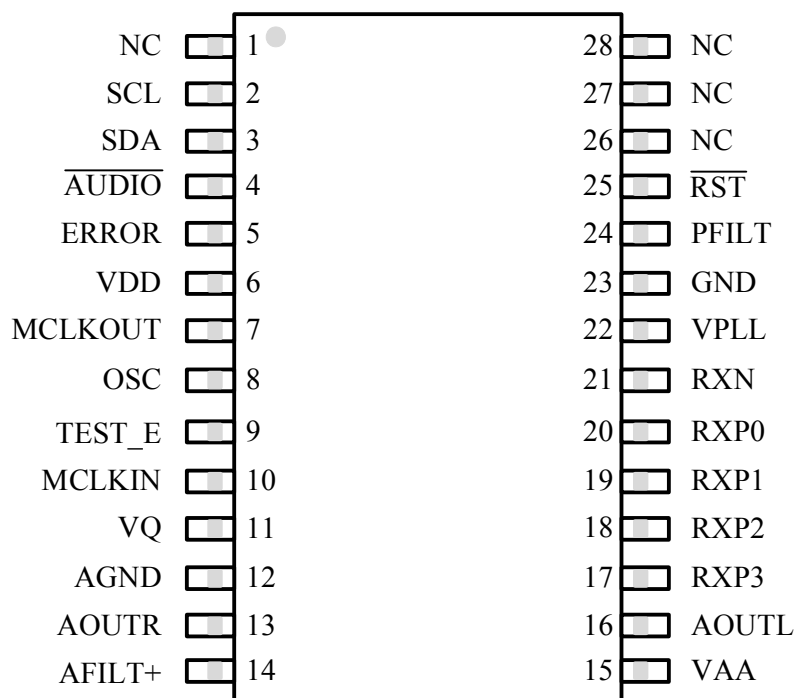 NC 1 28 NC
SCL 2 27 NC
SDA 3 26 NC
AUDIO 4 25 RST
ERROR 5 24 PFILT
VDD 6 23 GND
MCLKOUT 7 22 VPLL
OSC 8 21 RXN
TEST_E 9 20 RXP0
MCLKIN 10 19 RXP1
VQ 11 18 RXP2
AGND 12 17 RXP3
AOUTR 13 16 AOUTL
AFILT+ 14 15 VAA